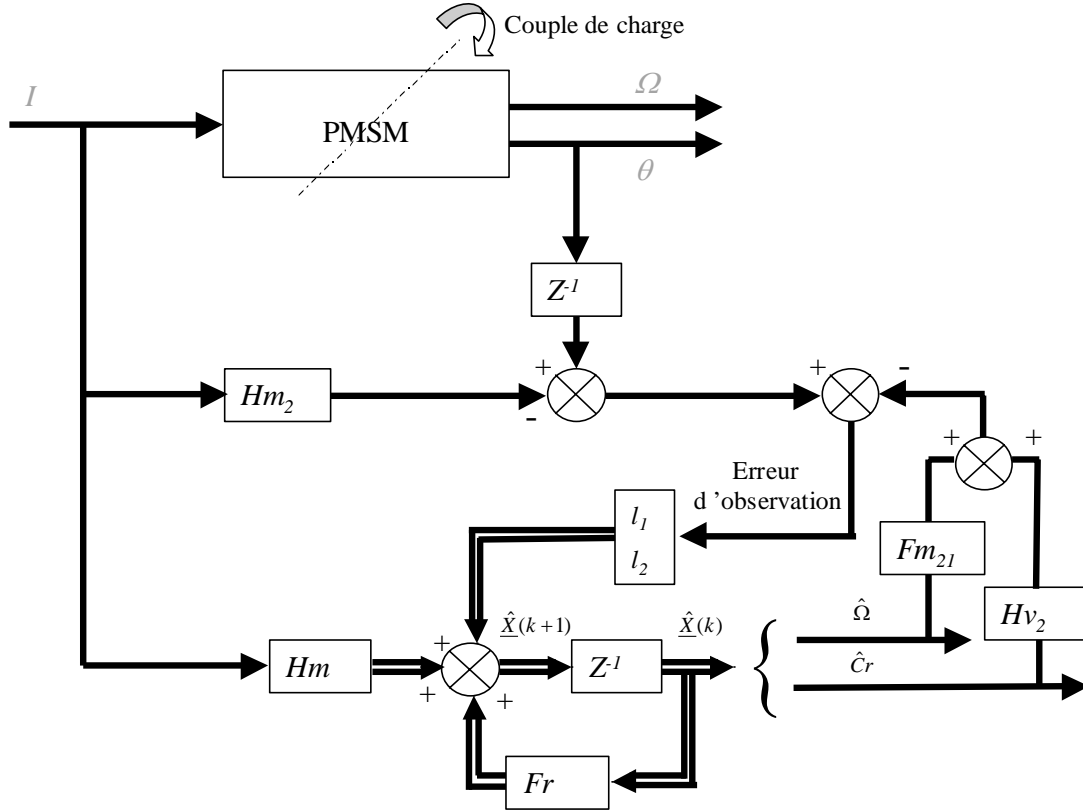 Couple de charge
I
Ω
PMSM
θ
Z⁻¹
+
+
-
Hm₂
-
+
+
Erreur
d ’observation
l₁
l₂
Fm₂₁
Hv₂
X̂(k+1)
X̂(k)
Ω̂
Ĉr
+
+
+
Hm
Z⁻¹
{
Fr